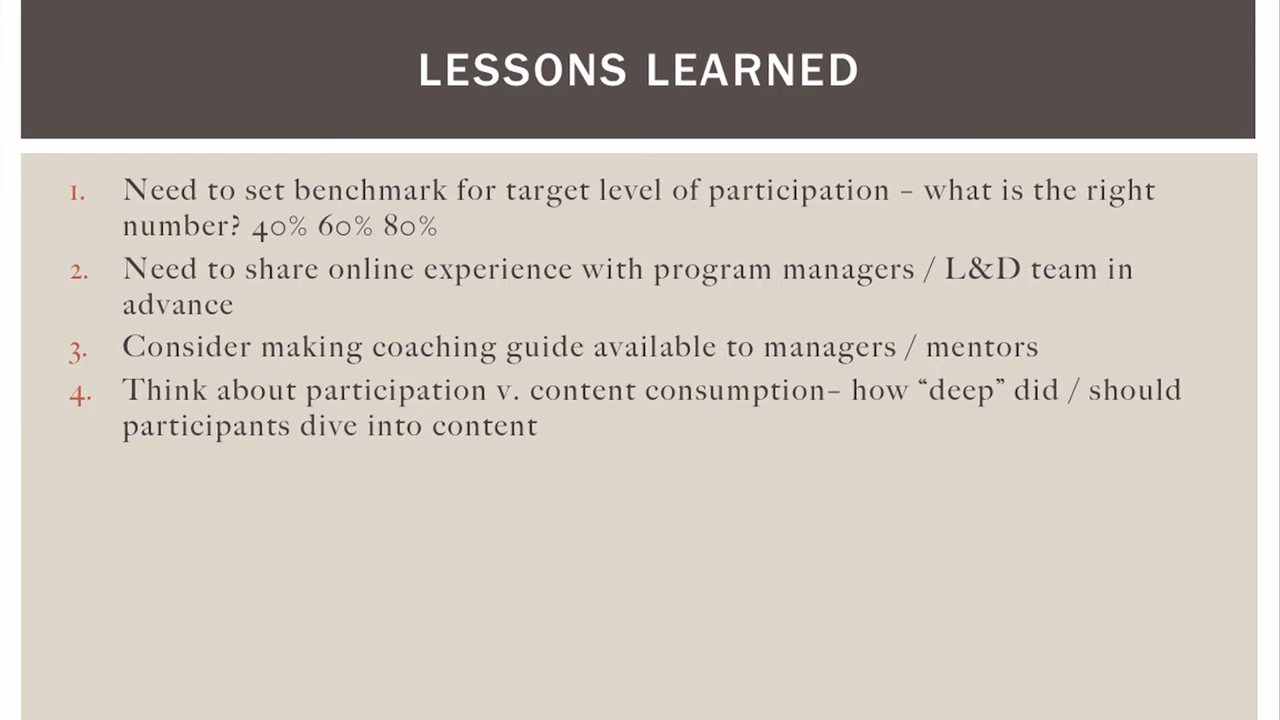 LESSONS LEARNED
1. Need to set benchmark for target level of participation – what is the right
number? 40% 60% 80%
2. Need to share online experience with program managers / L&D team in
advance
3. Consider making coaching guide available to managers / mentors
4. Think about participation v. content consumption– how “deep” did / should
participants dive into content